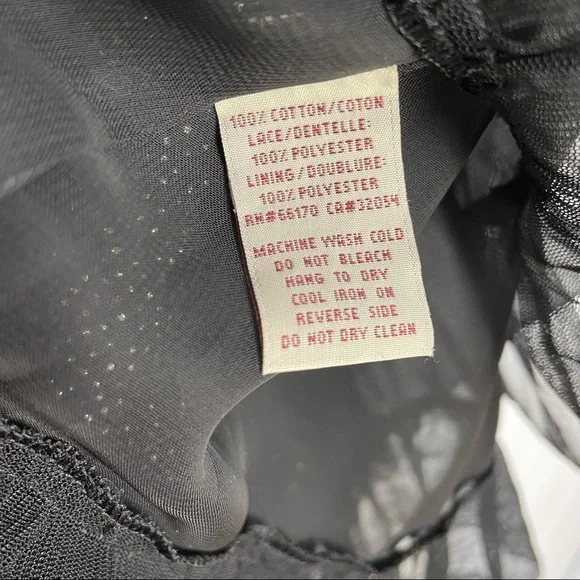 100% COTTON/COTON
LACE/DENTELLE:
100% POLYESTER
LINING/DOUBLURE:
100% POLYESTER
RN#66170 CA#32054
MACHINE WASH COLD
DO NOT BLEACH
HANG TO DRY
COOL IRON ON
REVERSE SIDE
DO NOT DRY CLEAN